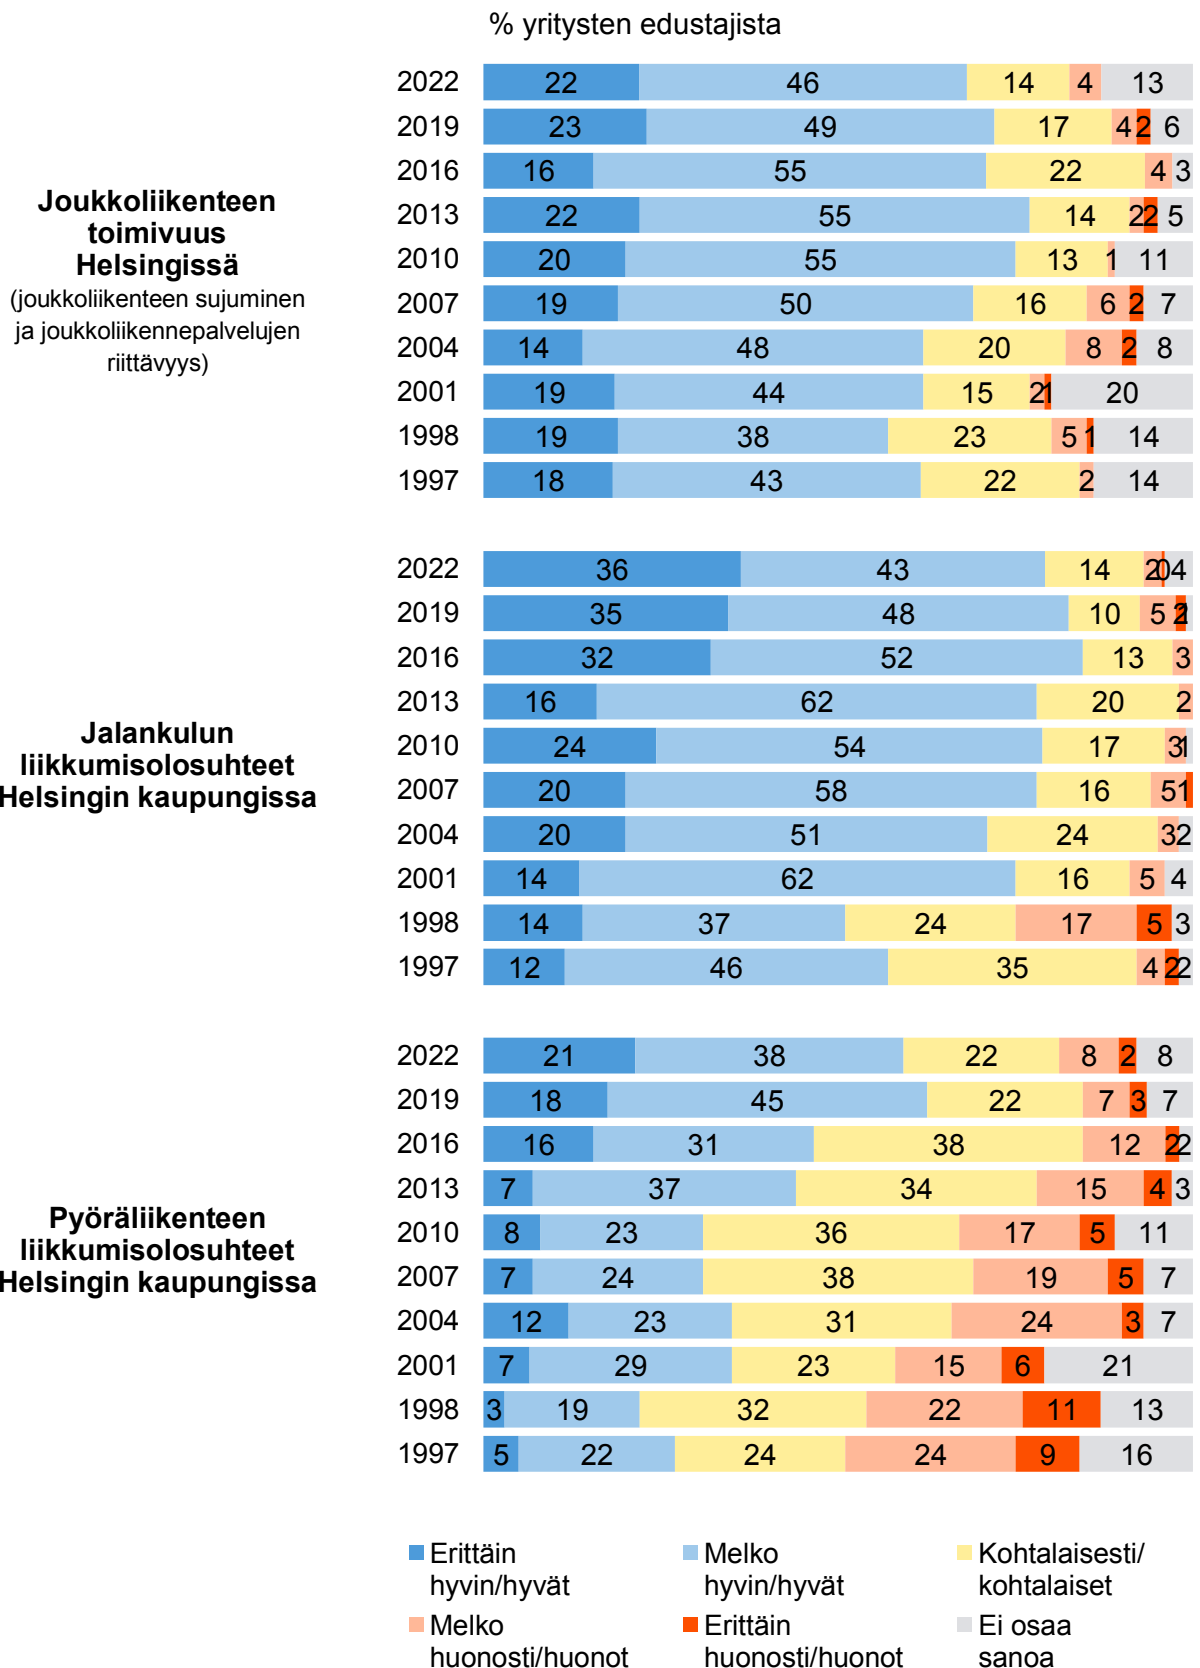 % yritysten edustajista
Joukkoliikenteen
toimivuus
Helsingissä
(joukkoliikenteen sujuminen
ja joukkoliikennepalvelujen
riittävyys)
2022 22 46 14 4 13
2019 23 49 17 4 2 6
2016 16 55 22 4 3
2013 22 55 14 2 2 5
2010 20 55 13 1 11
2007 19 50 16 6 2 7
2004 14 48 20 8 2 8
2001 19 44 15 2 1 20
1998 19 38 23 5 1 14
1997 18 43 22 2 14
Jalankulun
liikkumisolosuhteet
Helsingin kaupungissa
2022 36 43 14 2 0 4
2019 35 48 10 5 2 1
2016 32 52 13 3
2013 16 62 20 2
2010 24 54 17 3 1
2007 20 58 16 5 1
2004 20 51 24 3 2
2001 14 62 16 5 4
1998 14 37 24 17 5 3
1997 12 46 35 4 2 2
Pyöräliikenteen
liikkumisolosuhteet
Helsingin kaupungissa
2022 21 38 22 8 2 8
2019 18 45 22 7 3 7
2016 16 31 38 12 2 2
2013 7 37 34 15 4 3
2010 8 23 36 17 5 11
2007 7 24 38 19 5 7
2004 12 23 31 24 3 7
2001 7 29 23 15 6 21
1998 3 19 32 22 11 13
1997 5 22 24 24 9 16
Erittäin
hyvin/hyvät
Melko
hyvin/hyvät
Kohtalaisesti/
kohtalaiset
Melko
huonosti/huonot
Erittäin
huonosti/huonot
Ei osaa
sanoa